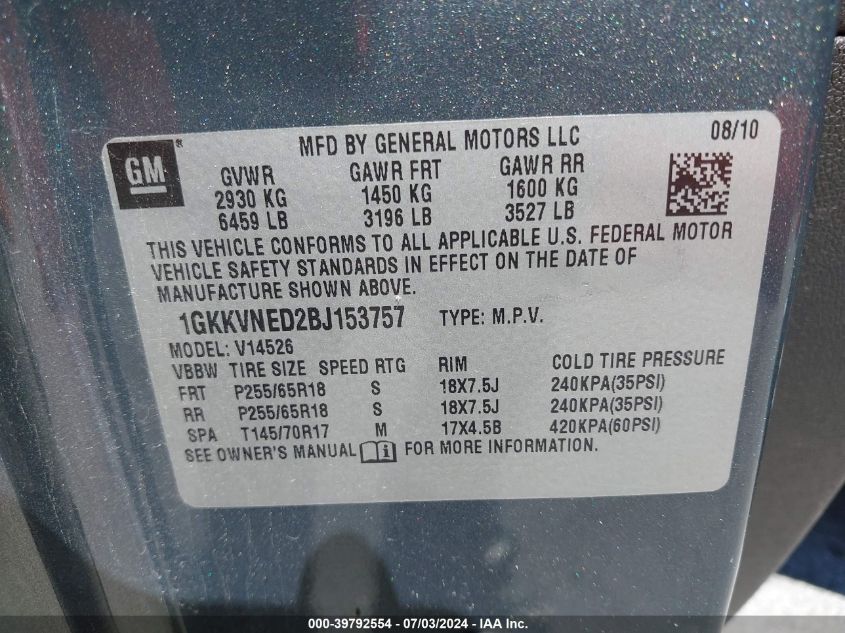 GM ®
MFD BY GENERAL MOTORS LLC 08/10
GVWR GAWR FRT GAWR RR
2930 KG 1450 KG 1600 KG
6459 LB 3196 LB 3527 LB
THIS VEHICLE CONFORMS TO ALL APPLICABLE U.S. FEDERAL MOTOR
VEHICLE SAFETY STANDARDS IN EFFECT ON THE DATE OF
MANUFACTURE SHOWN ABOVE.
1GKKVNED2BJ153757 TYPE: M.P.V.
MODEL: V14526
VBBW TIRE SIZE SPEED RTG RIM COLD TIRE PRESSURE
FRT P255/65R18 S 18X7.5J 240KPA(35PSI)
RR P255/65R18 S 18X7.5J 240KPA(35PSI)
SPA T145/70R17 M 17X4.5B 420KPA(60PSI)
SEE OWNER'S MANUAL i FOR MORE INFORMATION.
000-39792554 - 07/03/2024 - IAA Inc.